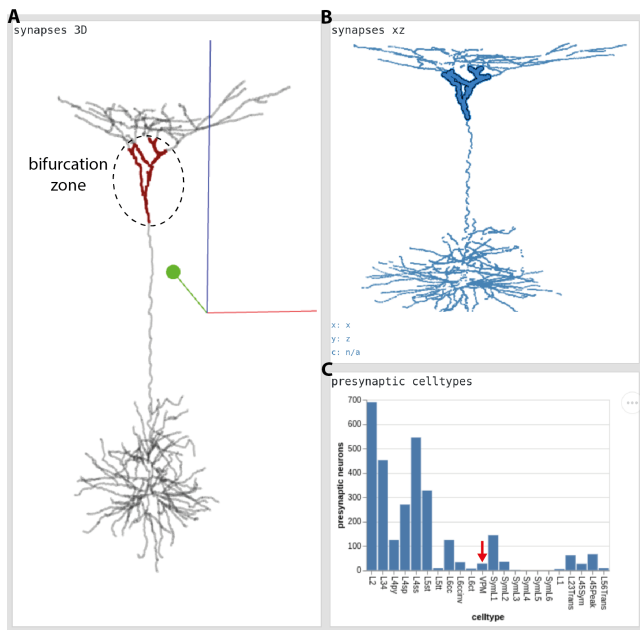 A
synapses 3D
bifurcation
zone
B
synapses xz
x: x
y: z
c: n/a
C
presynaptic celltypes
presynaptic neurons
700
600
500
400
300
200
100
0
L2
L34
L4py
L4sp
L4ss
L5st
L5tt
L6cc
L6ccinv
L6ct
VPM
SymL1
SymL2
SymL3
SymL4
SymL5
SymL6
L1
L23Trans
L45Sym
L45Peak
L56Trans
celltype